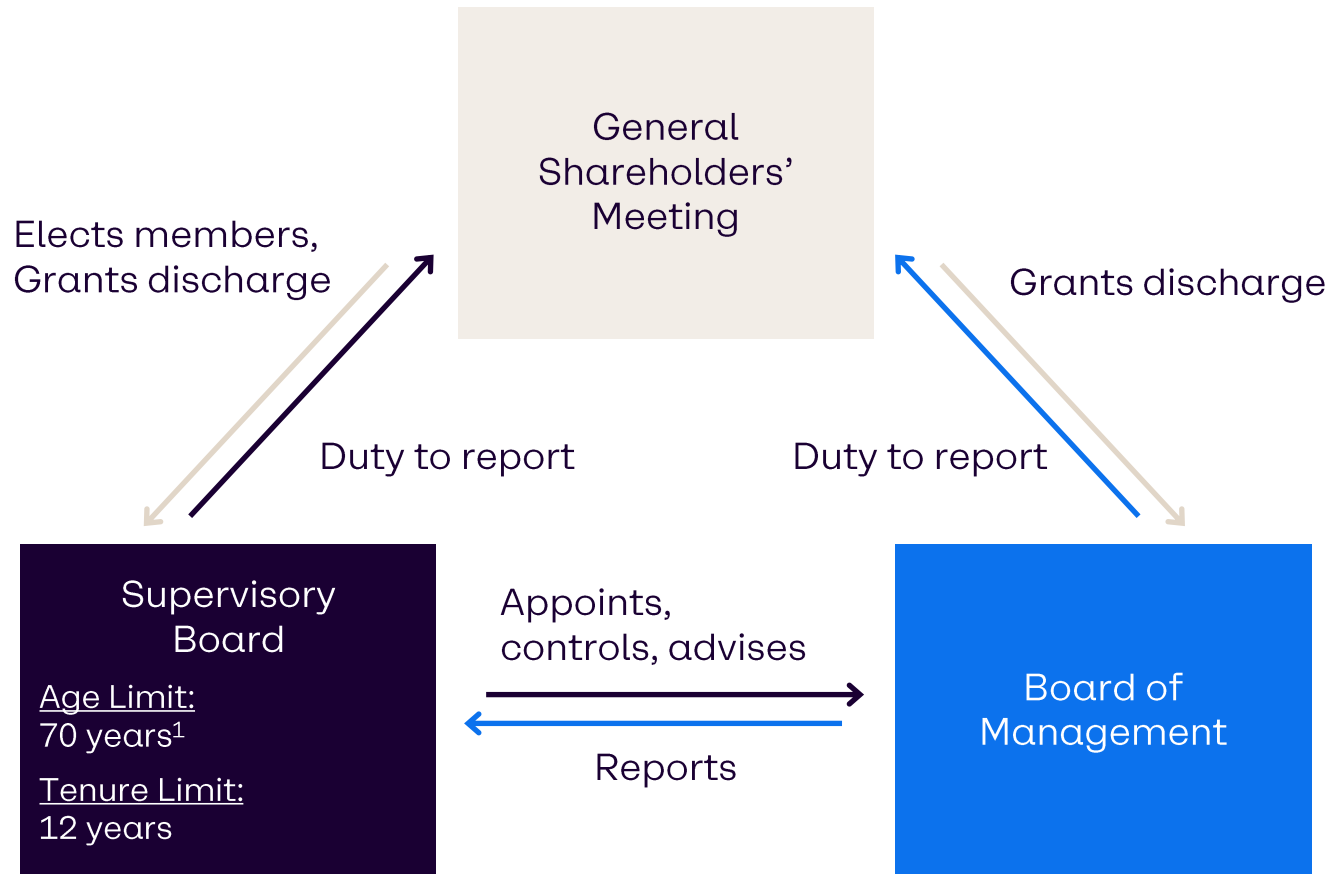 General
Shareholders’
Meeting
Elects members,
Grants discharge
Grants discharge
Duty to report
Duty to report
Supervisory
Board
Age Limit:
70 years¹
Tenure Limit:
12 years
Appoints,
controls, advises
Reports
Board of
Management